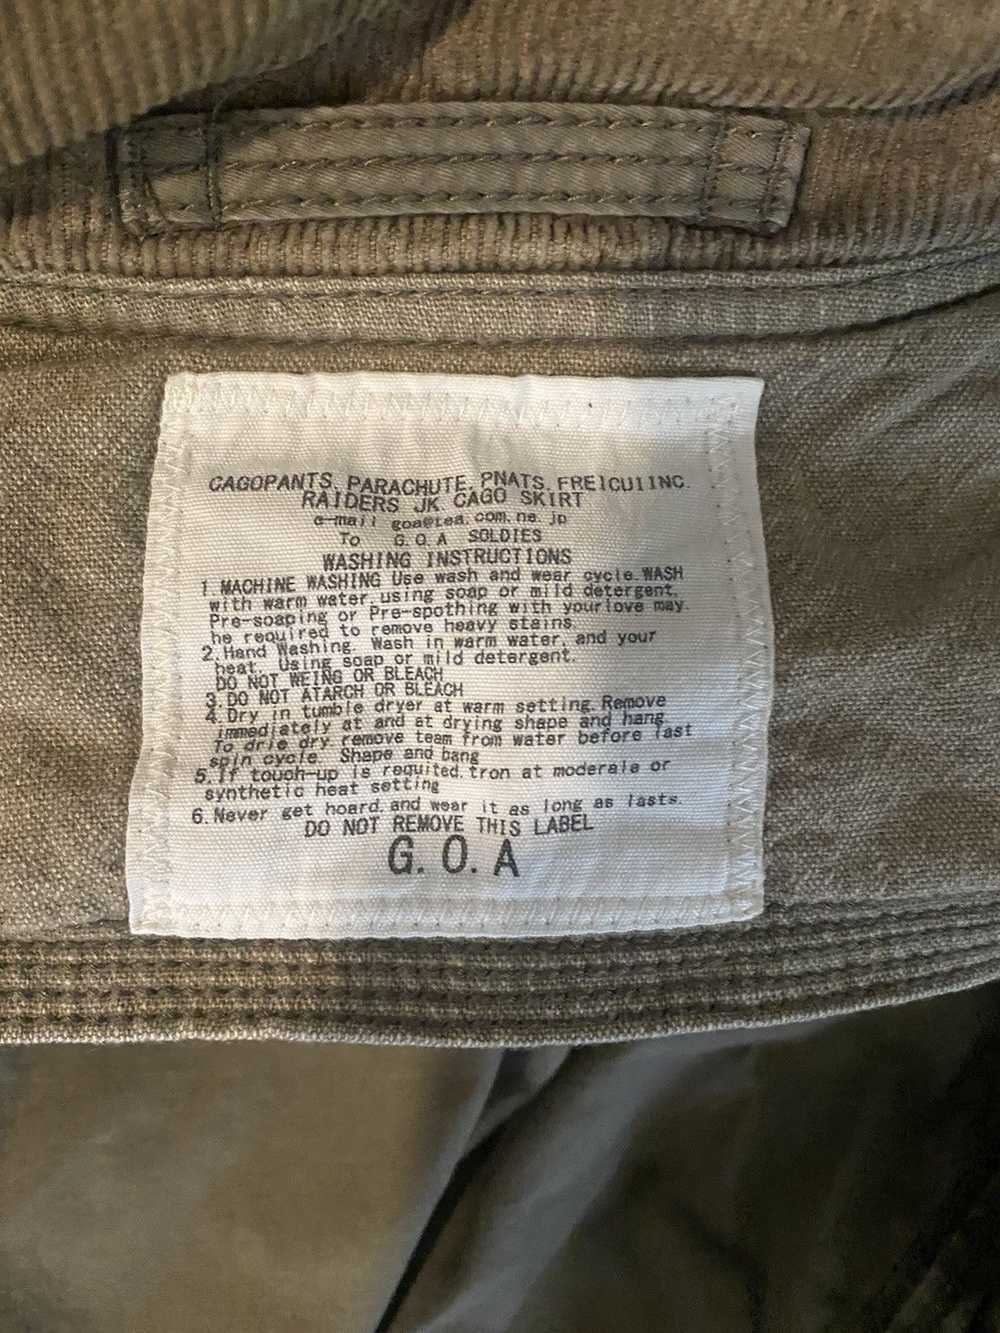 CAGOPANTS. PARACHUTE. PNATS. FREICUIINC.
RAIDERS JK CAGO SKIRT
e-mail goa@tea.com.ne.jp
To G.O.A SOLDIES
WASHING INSTRUCTIONS
1. MACHINE WASHING Use wash and wear cycle. WASH
with warm water, using soap or mild detergent.
Pre-soaping or Pre-spothing with your love may.
he required to remove heavy stains.
2. Hand Washing. Wash in warm water, and your
heat. Using soap or mild detergent.
DO NOT WEING OR BLEACH
3. DO NOT ATARCH OR BLEACH
4. Dry in tumble dryer at warm setting. Remove
immediately at and at drying shape and hang.
To drie dry remove team from water before last
spin cycle. Shape and bang
5. If touch-up is requited. tron at moderale or
synthetic heat setting
6. Never get hoard. and wear it as long as lasts.
DO NOT REMOVE THIS LABEL
G. O. A